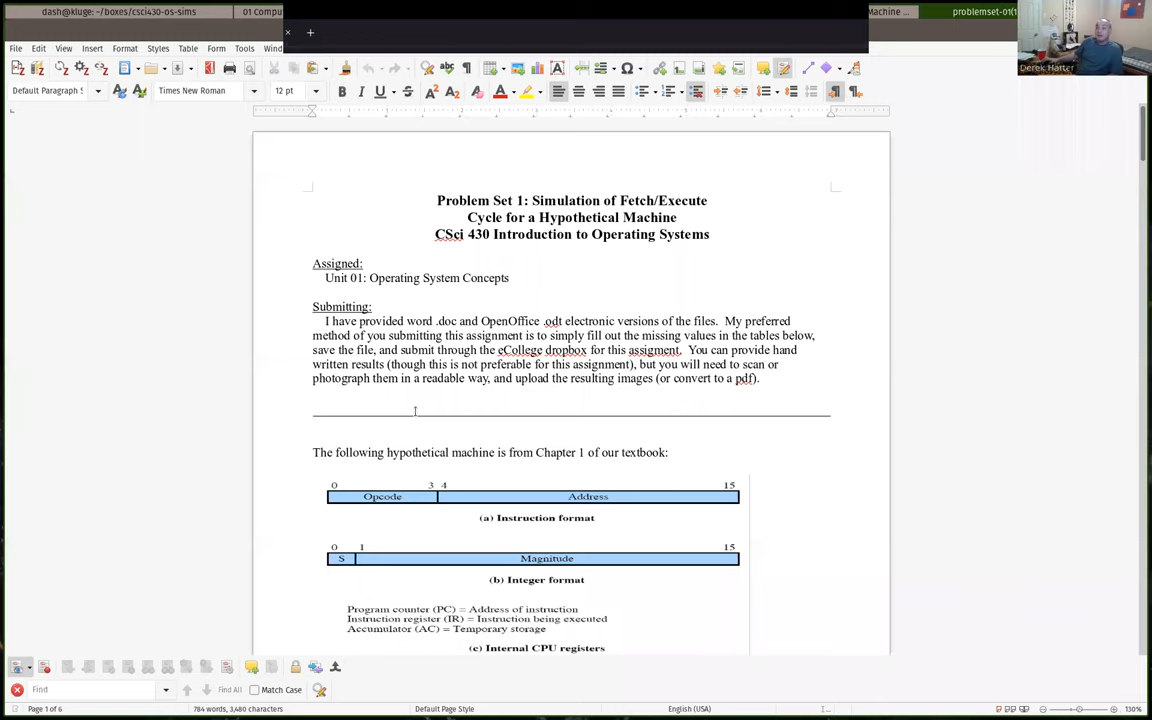 dash@kluge: ~/boxes/csci430-os-sims
01 Compu
Machine ...
problemset-01(1
×
+
Derek Harter
File Edit View Insert Format Styles Table Form Tools Wind
Default Paragraph S
Times New Roman
12 pt
Problem Set 1: Simulation of Fetch/Execute
Cycle for a Hypothetical Machine
CSci 430 Introduction to Operating Systems
Assigned:
Unit 01: Operating System Concepts
Submitting:
I have provided word .doc and OpenOffice .odt electronic versions of the files. My preferred
method of you submitting this assignment is to simply fill out the missing values in the tables below,
save the file, and submit through the eCollege dropbox for this assigment. You can provide hand
written results (though this is not preferable for this assignment), but you will need to scan or
photograph them in a readable way, and upload the resulting images (or convert to a pdf).
The following hypothetical machine is from Chapter 1 of our textbook:
0 3 4 15
Opcode Address
(a) Instruction format
0 1 15
S Magnitude
(b) Integer format
Program counter (PC) = Address of instruction
Instruction register (IR) = Instruction being executed
Accumulator (AC) = Temporary storage
(c) Internal CPU registers
Find
Find All
Match Case
Page 1 of 6
784 words, 3,480 characters
Default Page Style
English (USA)
130%